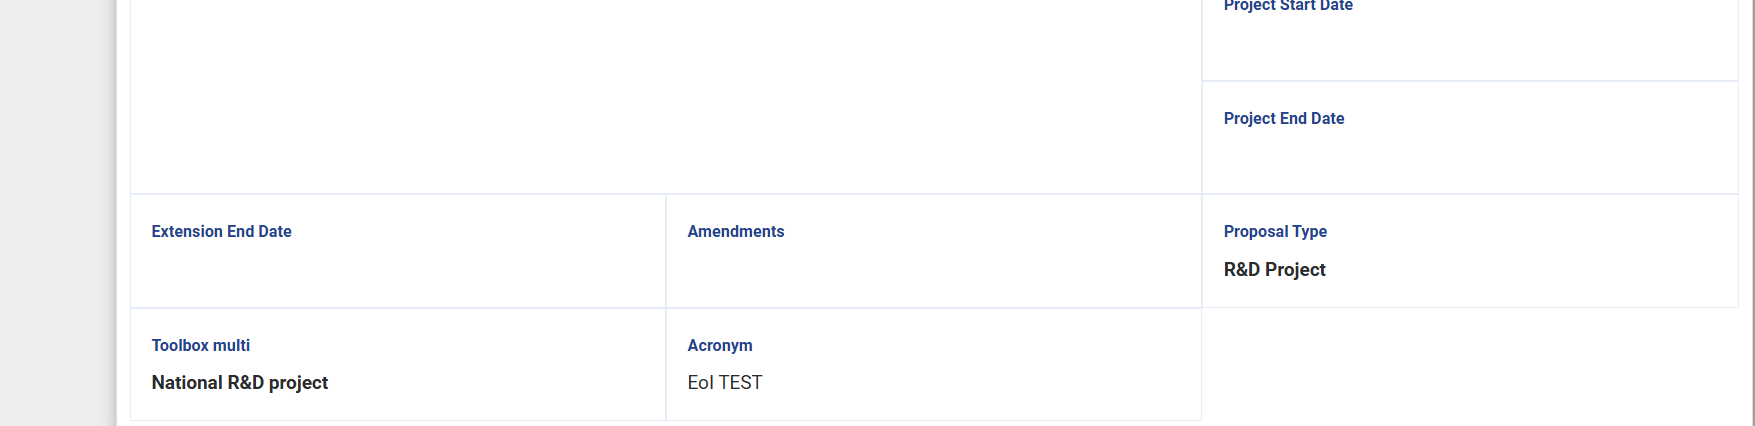 Project Start Date
Project End Date
Extension End Date
Amendments
Proposal Type
R&D Project
Toolbox multi
National R&D project
Acronym
EoI TEST